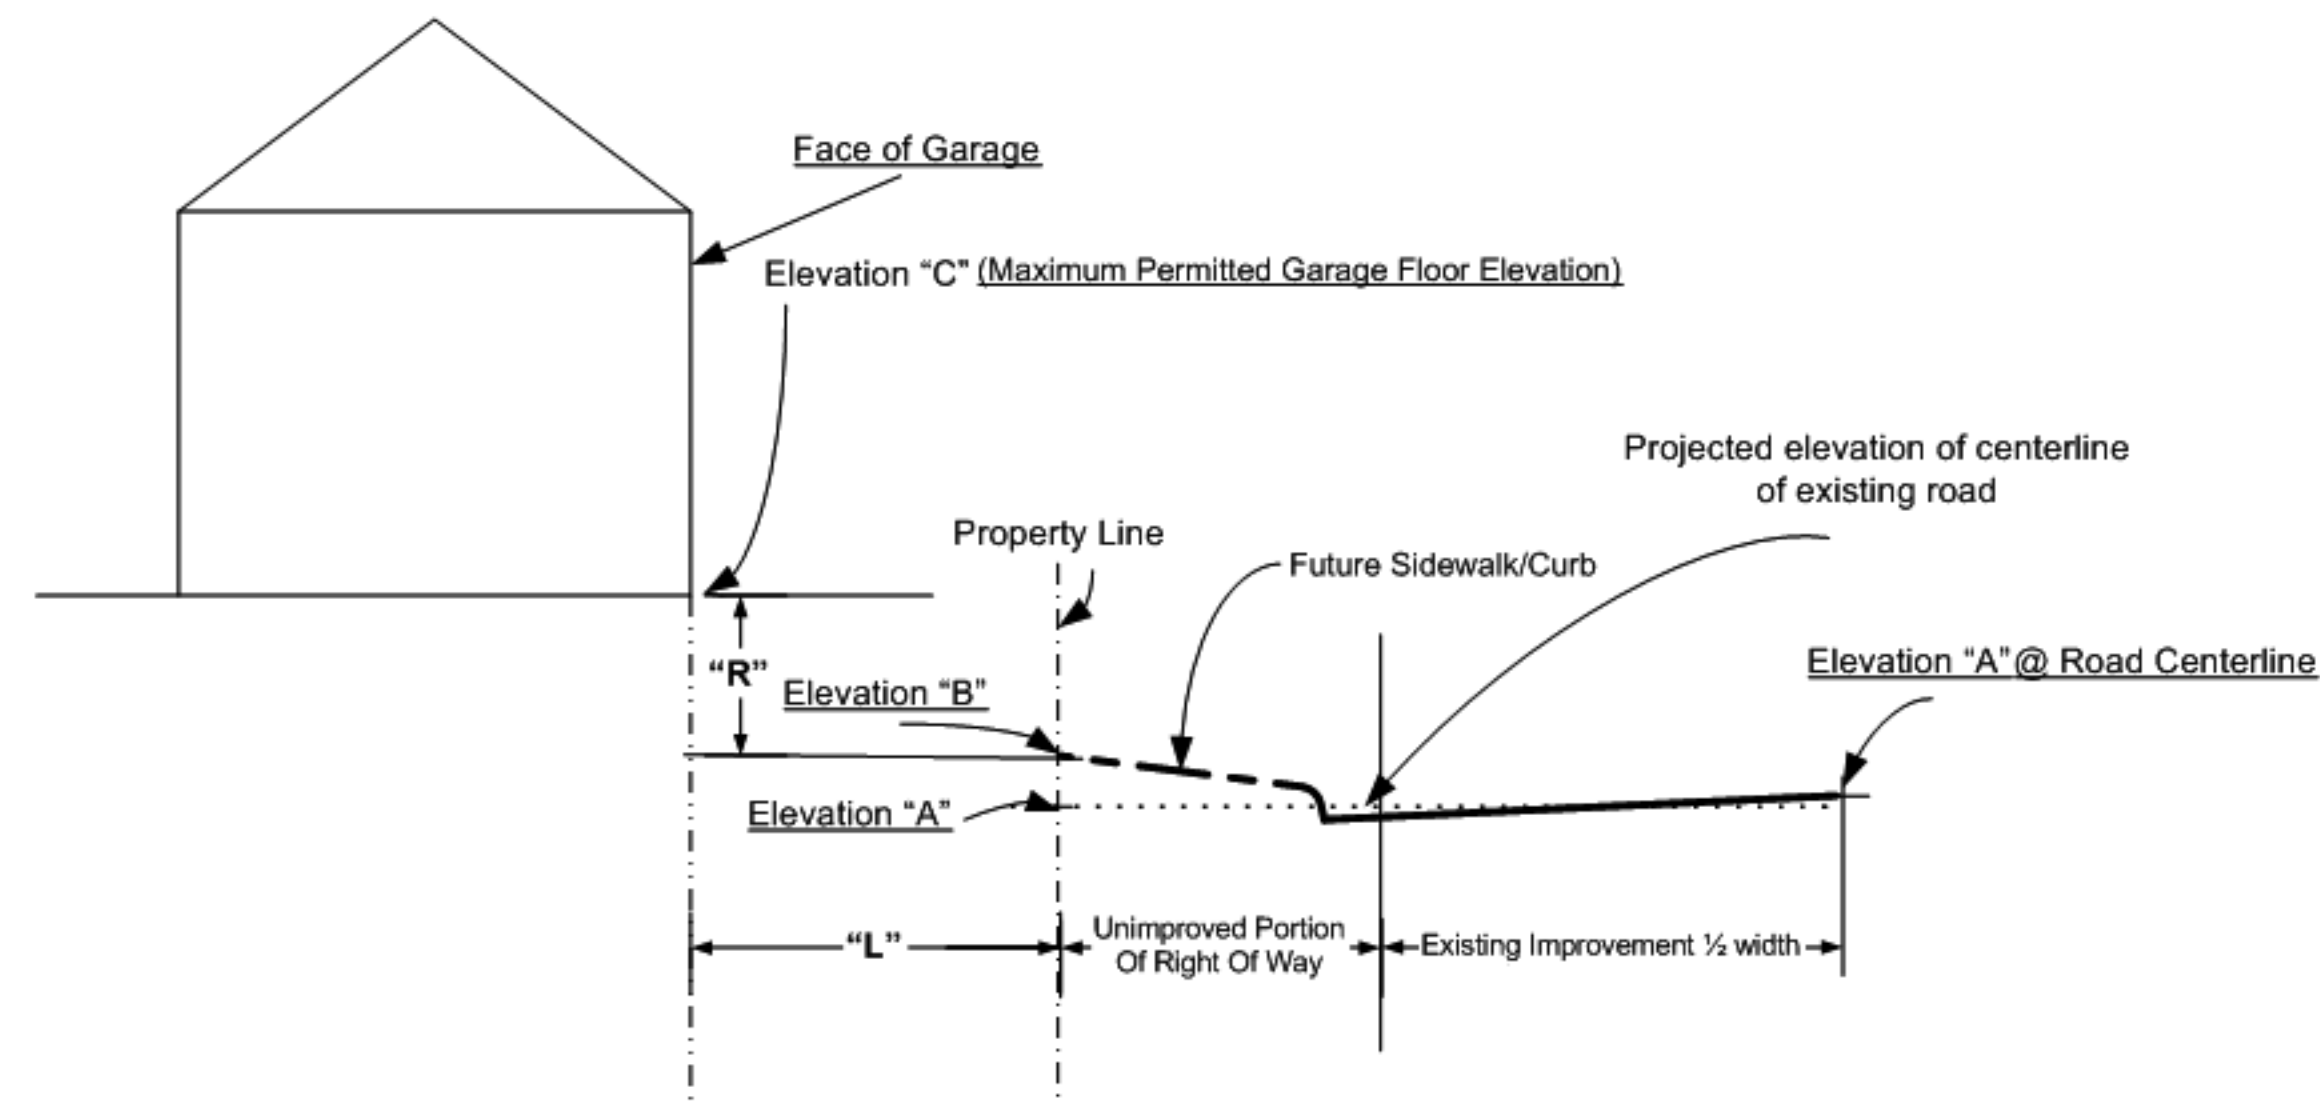 Face of Garage
Elevation “C” (Maximum Permitted Garage Floor Elevation)
Projected elevation of centerline
of existing road
Property Line
Future Sidewalk/Curb
“R”
Elevation “B”
Elevation “A”@ Road Centerline
Elevation “A”
“L”
Unimproved Portion
Of Right Of Way
Existing Improvement ½ width